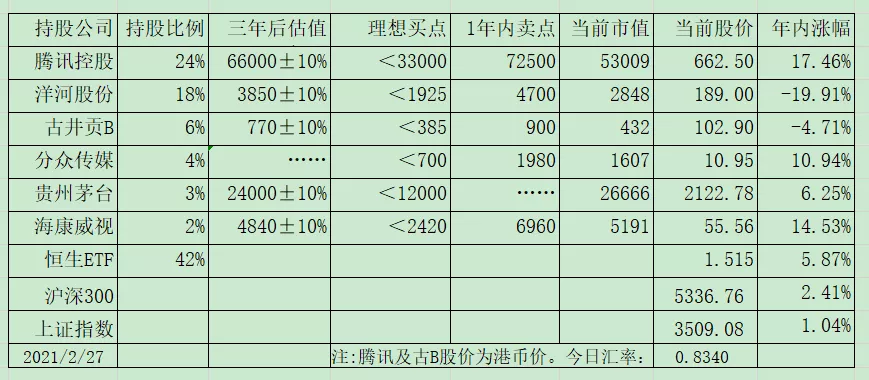 持股公司 持股比例 三年后估值 理想买点 1年内卖点 当前市值 当前股价 年内涨幅
腾讯控股 24% 66000±10% <33000 72500 53009 662.50 17.46%
洋河股份 18% 3850±10% <1925 4700 2848 189.00 -19.91%
古井贡B 6% 770±10% <385 900 432 102.90 -4.71%
分众传媒 4% …… <700 1980 1607 10.95 10.94%
贵州茅台 3% 24000±10% <12000 …… 26666 2122.78 6.25%
海康威视 2% 4840±10% <2420 6960 5191 55.56 14.53%
恒生ETF 42% 1.515 5.87%
沪深300 5336.76 2.41%
上证指数 3509.08 1.04%
2021/2/27 注:腾讯及古B股价为港币价。今日汇率: 0.8340